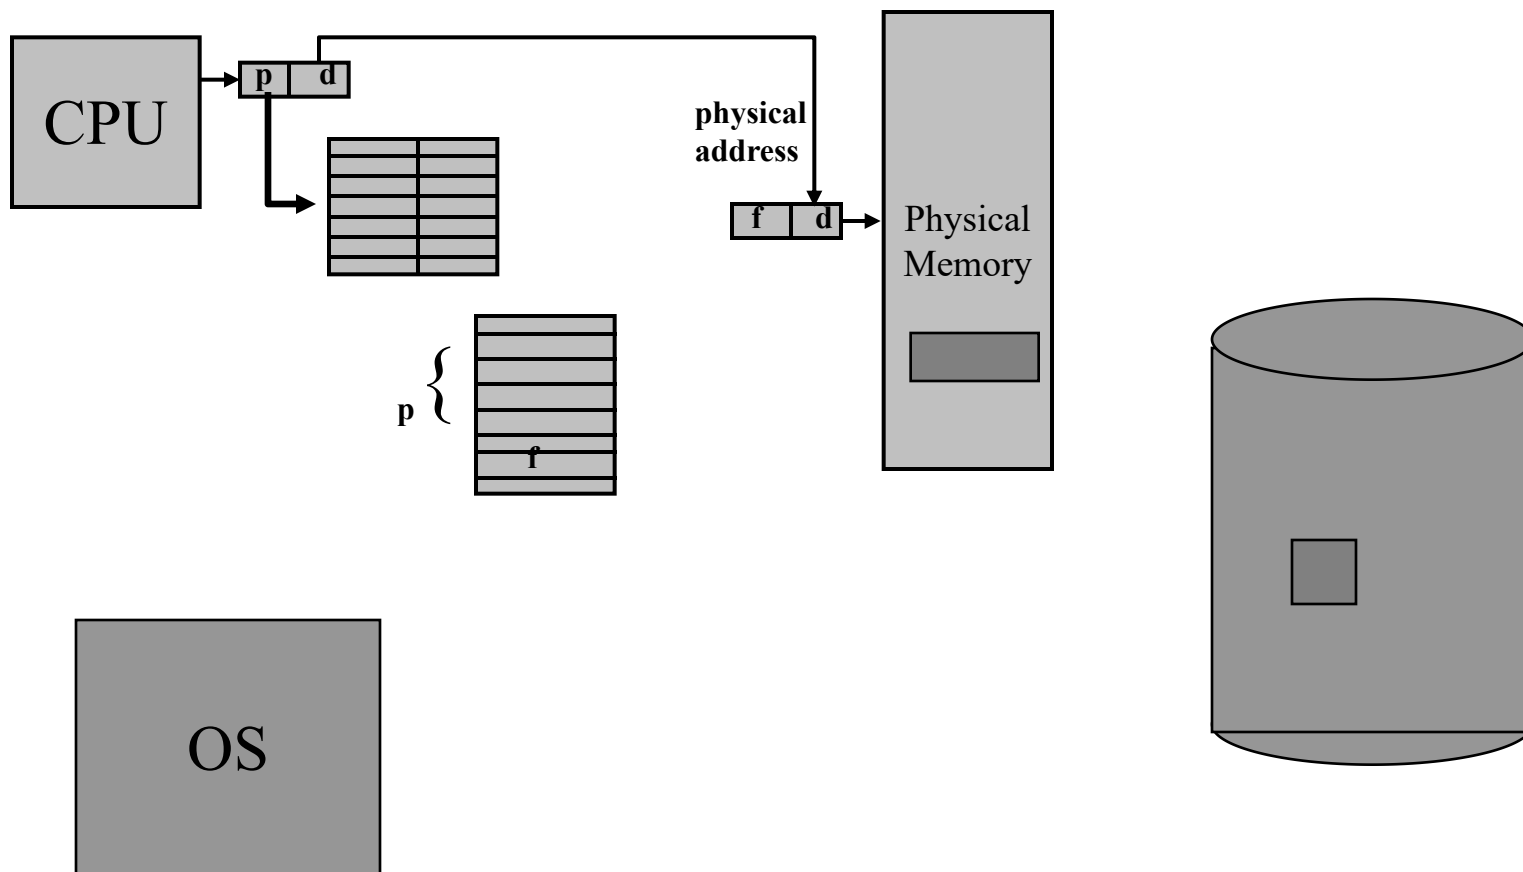 CPU
p d
physical
address
f d
Physical
Memory
p {
f
OS